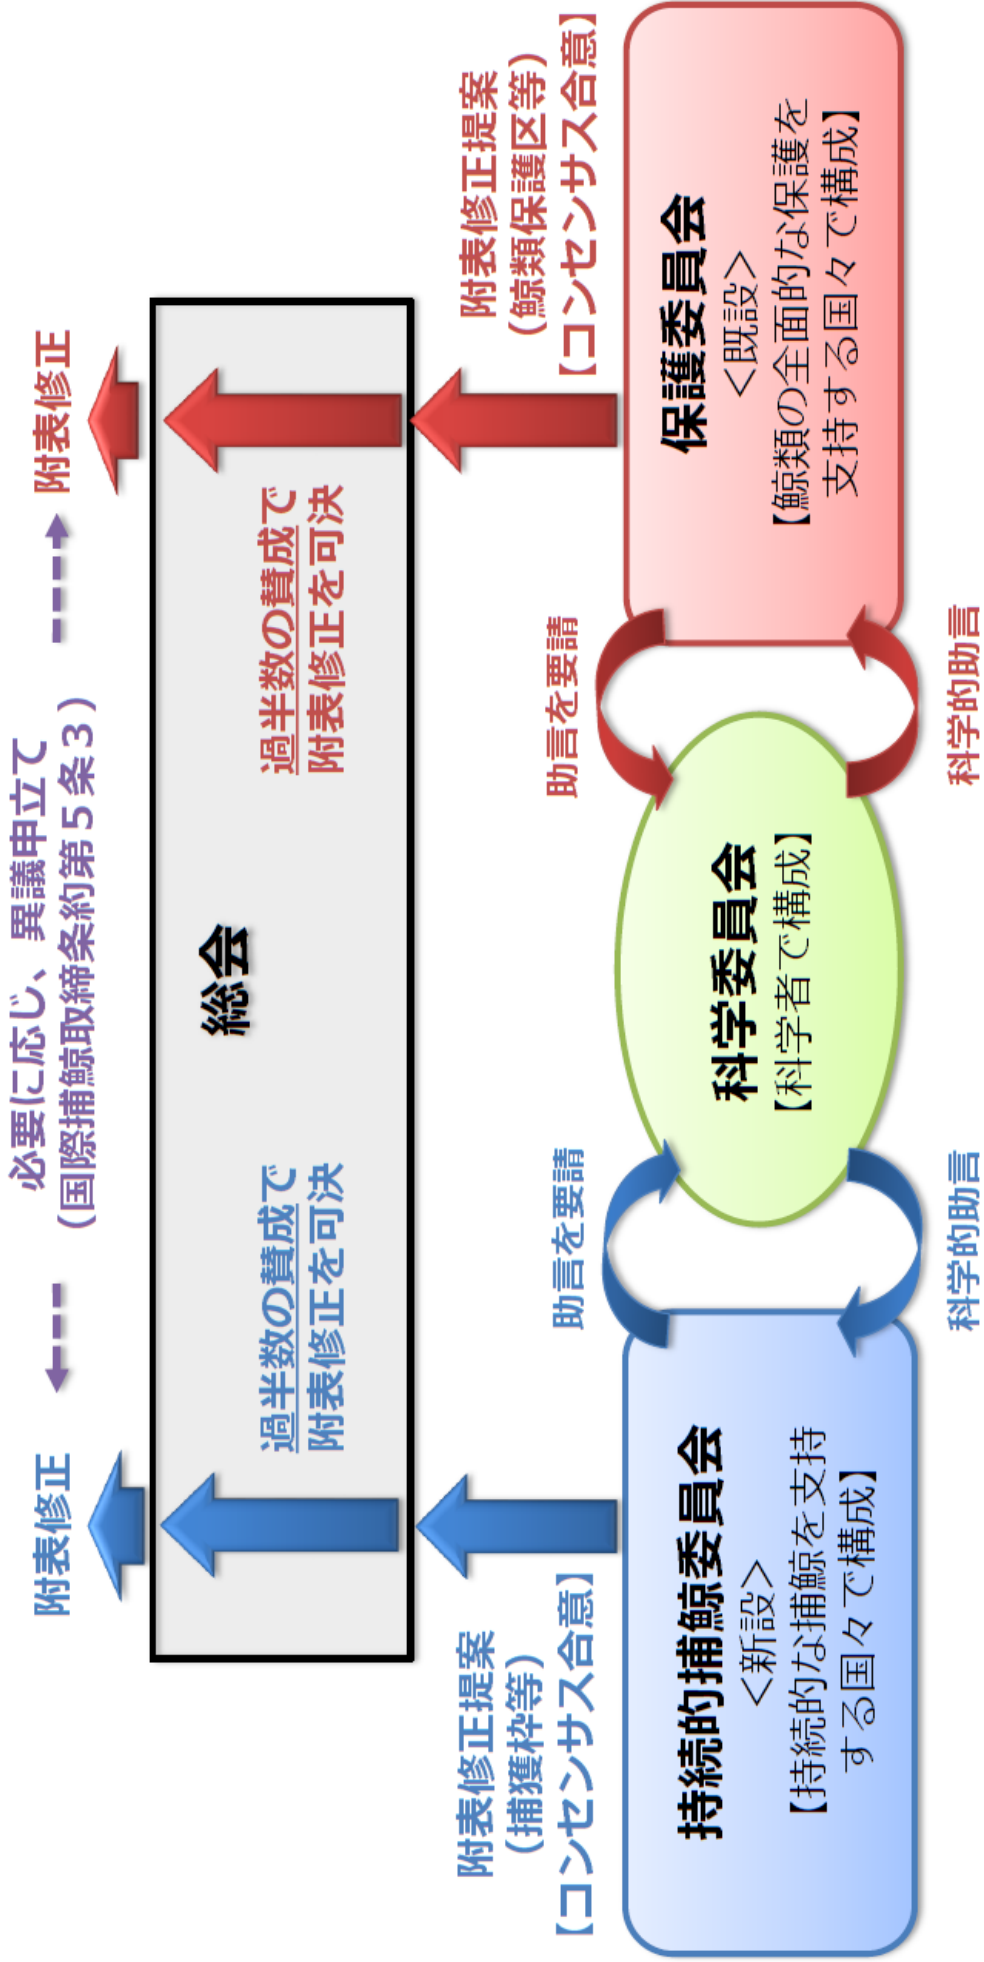 必要に応じ、異議申立て
（国際捕鯨取締条約第５条３）
附表修正
附表修正
総会
過半数の賛成で
附表修正を可決
過半数の賛成で
附表修正を可決
附表修正提案
（捕獲枠等）
【コンセンサス合意】
附表修正提案
（鯨類保護区等）
【コンセンサス合意】
助言を要請
助言を要請
持続的捕鯨委員会
＜新設＞
【持続的な捕鯨を支持
する国々で構成】
科学委員会
【科学者で構成】
保護委員会
＜既設＞
【鯨類の全面的な保護を
支持する国々で構成】
科学的助言
科学的助言